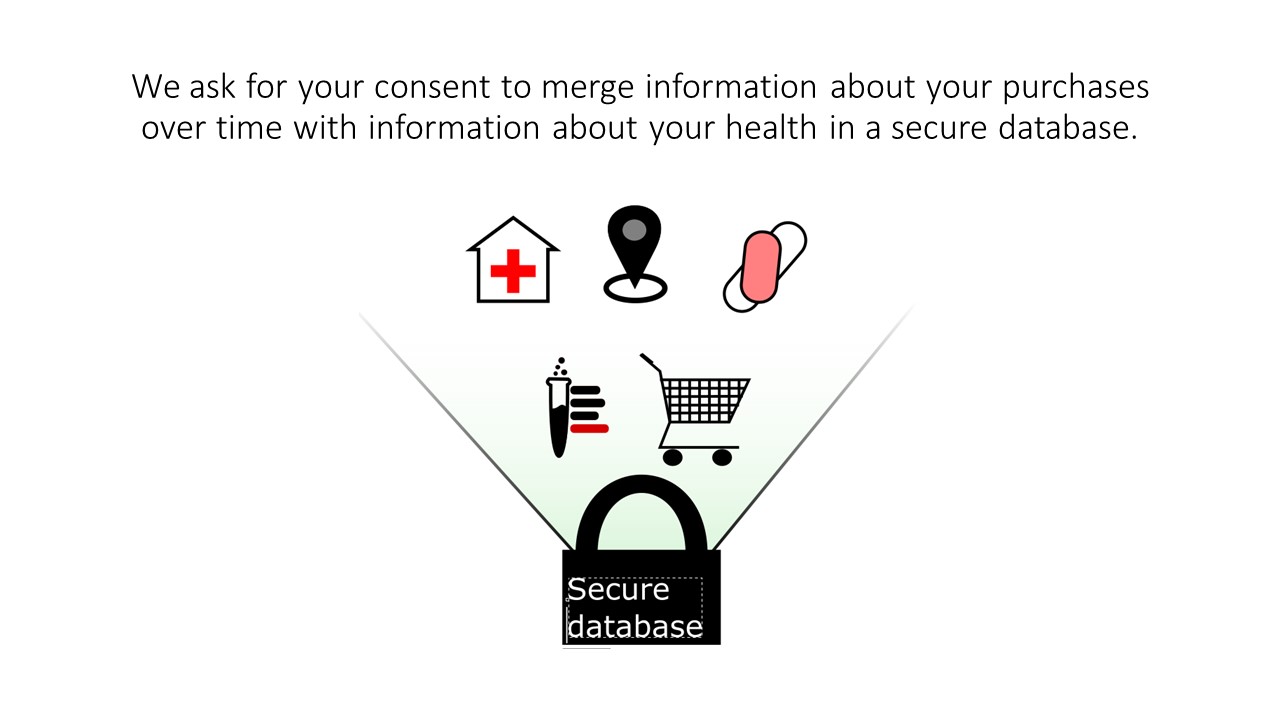 We ask for your consent to merge information about your purchases
over time with information about your health in a secure database.
Secure
database